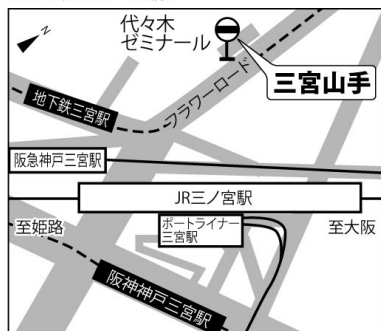 N
代々木
ゼミナール
三宮山手
フラワーロード
地下鉄三宮駅
阪急神戸三宮駅
JR三ノ宮駅
至姫路
ポートライナー
三宮駅
至大阪
阪神神戸三宮駅